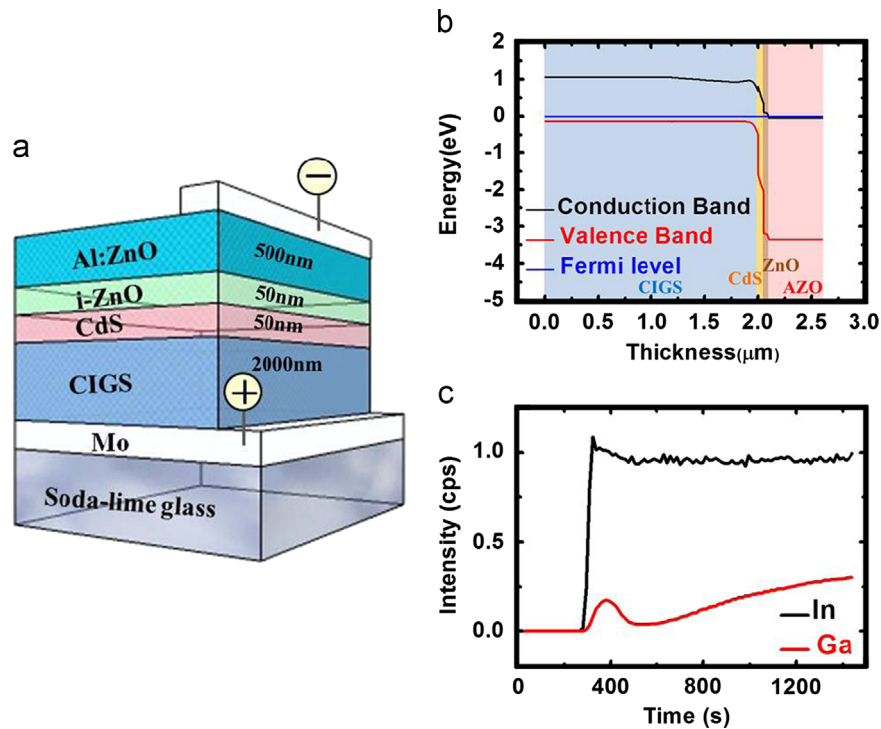 a
Al:ZnO
500nm
i-ZnO
50nm
CdS
50nm
CIGS
2000nm
Mo
Soda-lime glass
−
+
b
Energy(eV)
2
1
0
-1
-2
-3
-4
-5
Conduction Band
Valence Band
Fermi level
CIGS
CdS
ZnO
AZO
0.0 0.5 1.0 1.5 2.0 2.5 3.0
Thickness(μm)
c
Intensity (cps)
1.0
0.5
0.0
In
Ga
0 400 800 1200
Time (s)